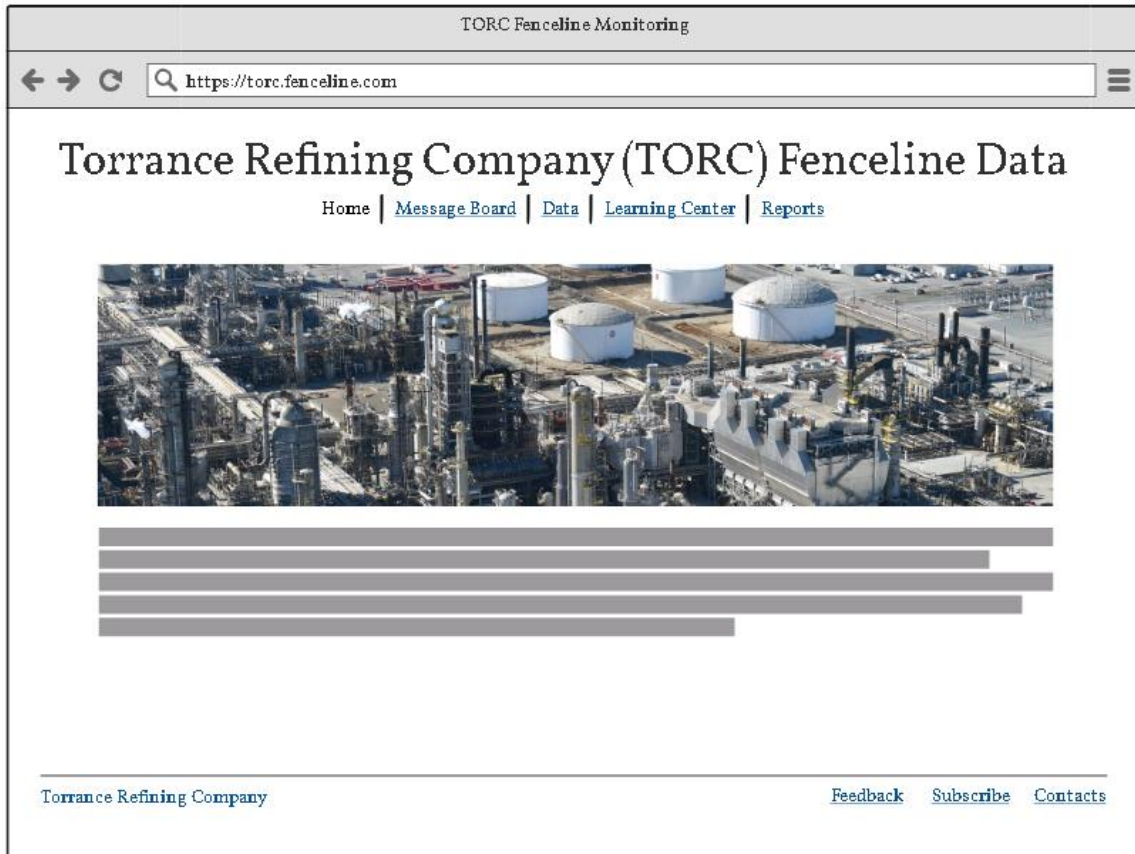 TORC Fenceline Monitoring
https://torc.fenceline.com
Torrance Refining Company (TORC) Fenceline Data
Home | Message Board | Data | Learning Center | Reports
Torrance Refining Company Feedback Subscribe Contacts